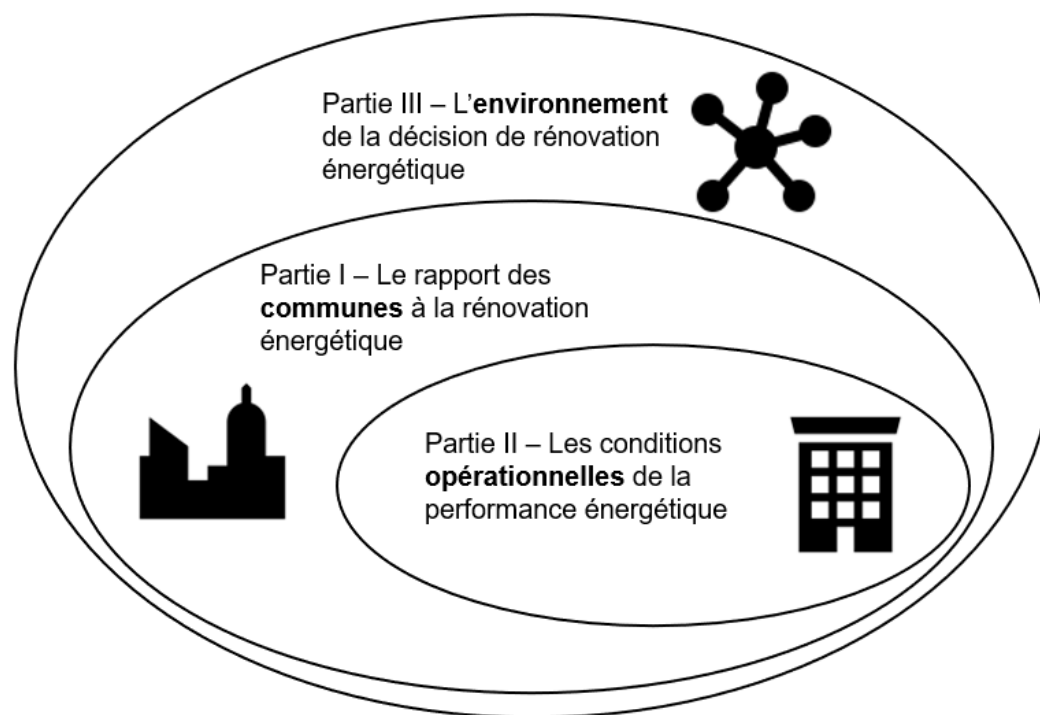 Partie III – L’environnement
de la décision de rénovation
énergétique
Partie I – Le rapport des
communes à la rénovation
énergétique
Partie II – Les conditions
opérationnelles de la
performance énergétique